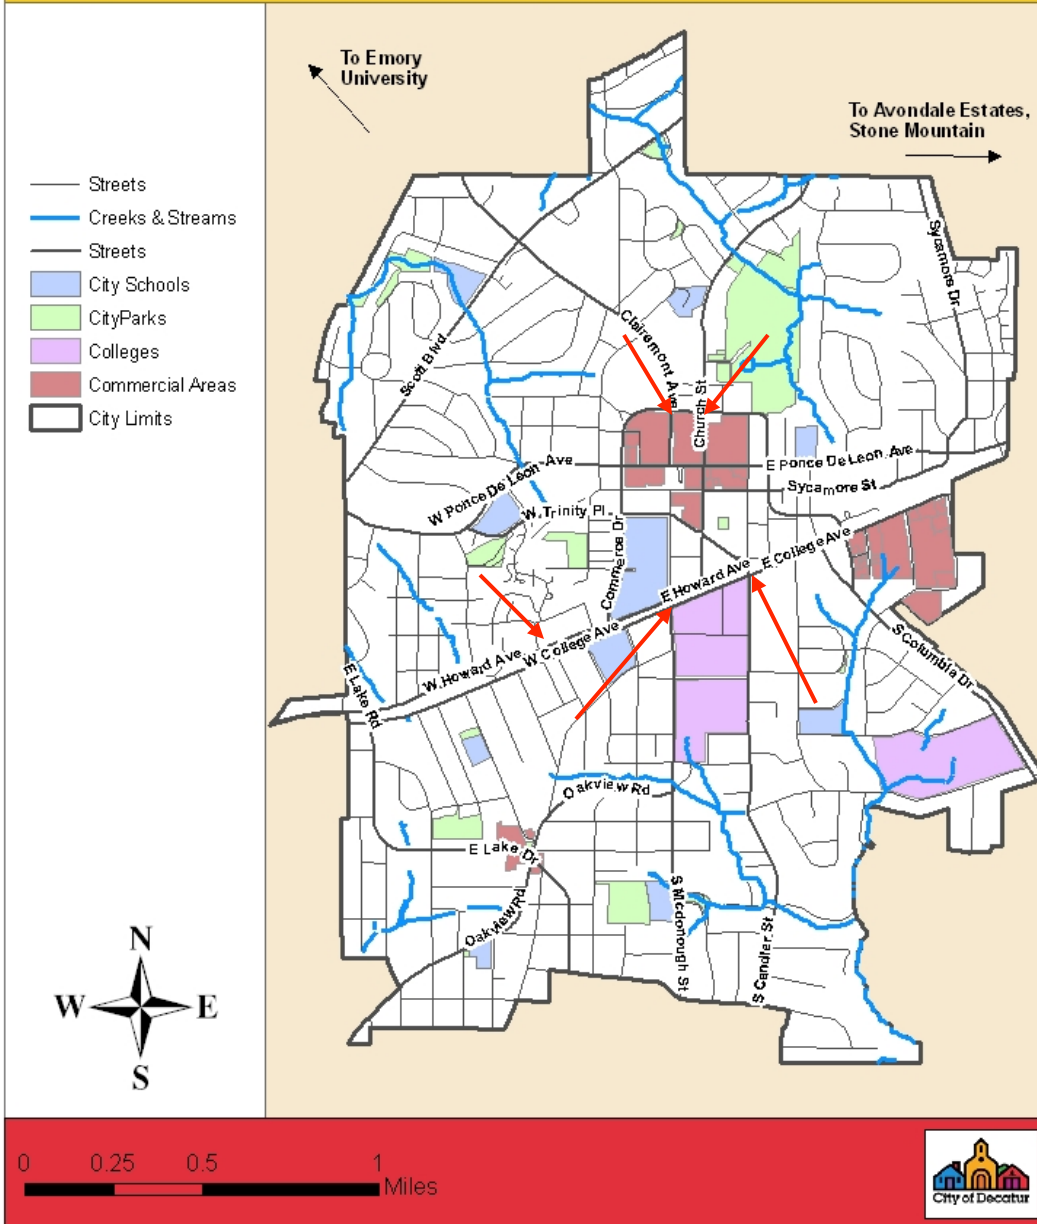 To Emory
University
To Avondale Estates,
Stone Mountain
Streets
Creeks & Streams
Streets
City Schools
CityParks
Colleges
Commercial Areas
City Limits
Sycamore Dr
Clairemont Ave
Scott Blvd
Church St
E Ponce De Leon Ave
W Ponce De Leon Ave
Sycamore St
W Trinity Pl
Commerce Dr
E College Ave
E Howard Ave
W College Ave
W Howard Ave
S Columbia Dr
E Lake Rd
Oakview Rd
E Lake Dr
Oakview Rd
S Mcdonough St
S Candler St
N
W
E
S
0
0.25
0.5
1
Miles
City of Decatur